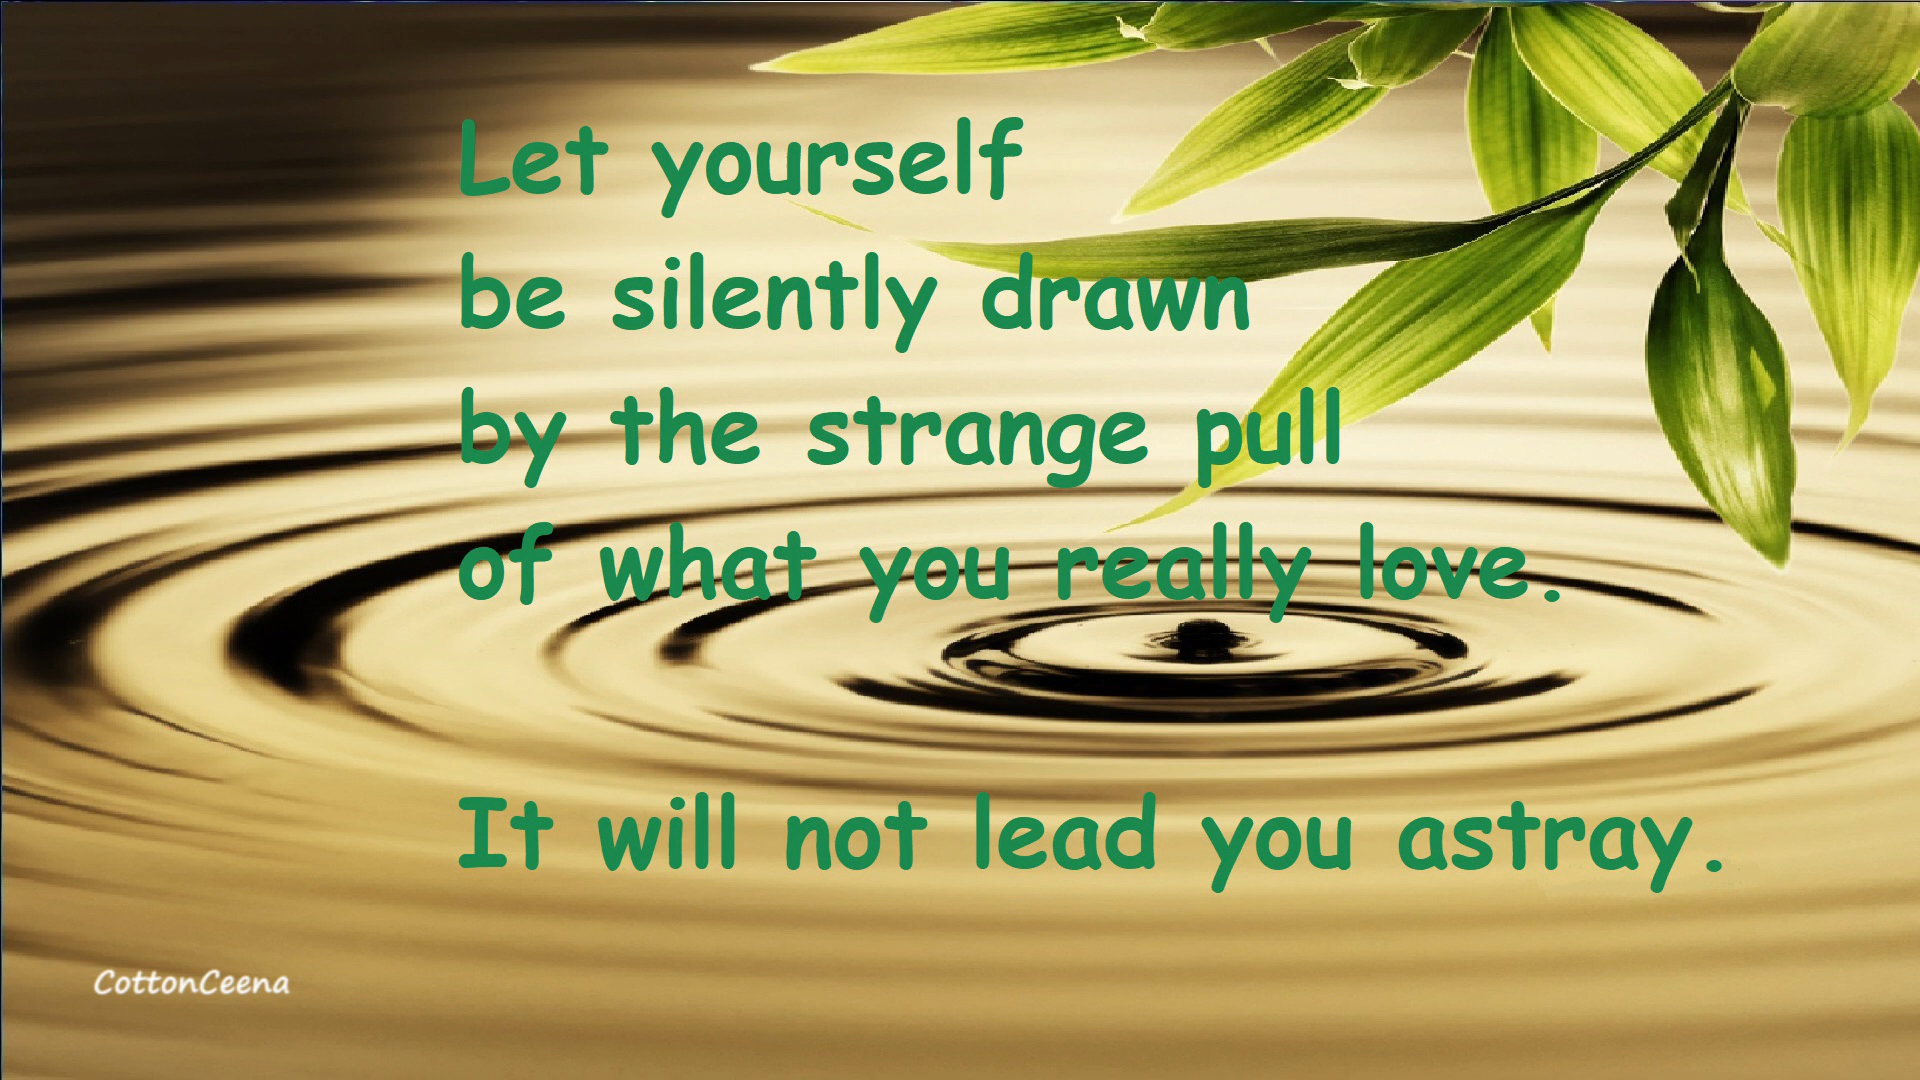 Let yourself
be silently drawn
by the strange pull
of what you really love.
It will not lead you astray.
CottonCeena